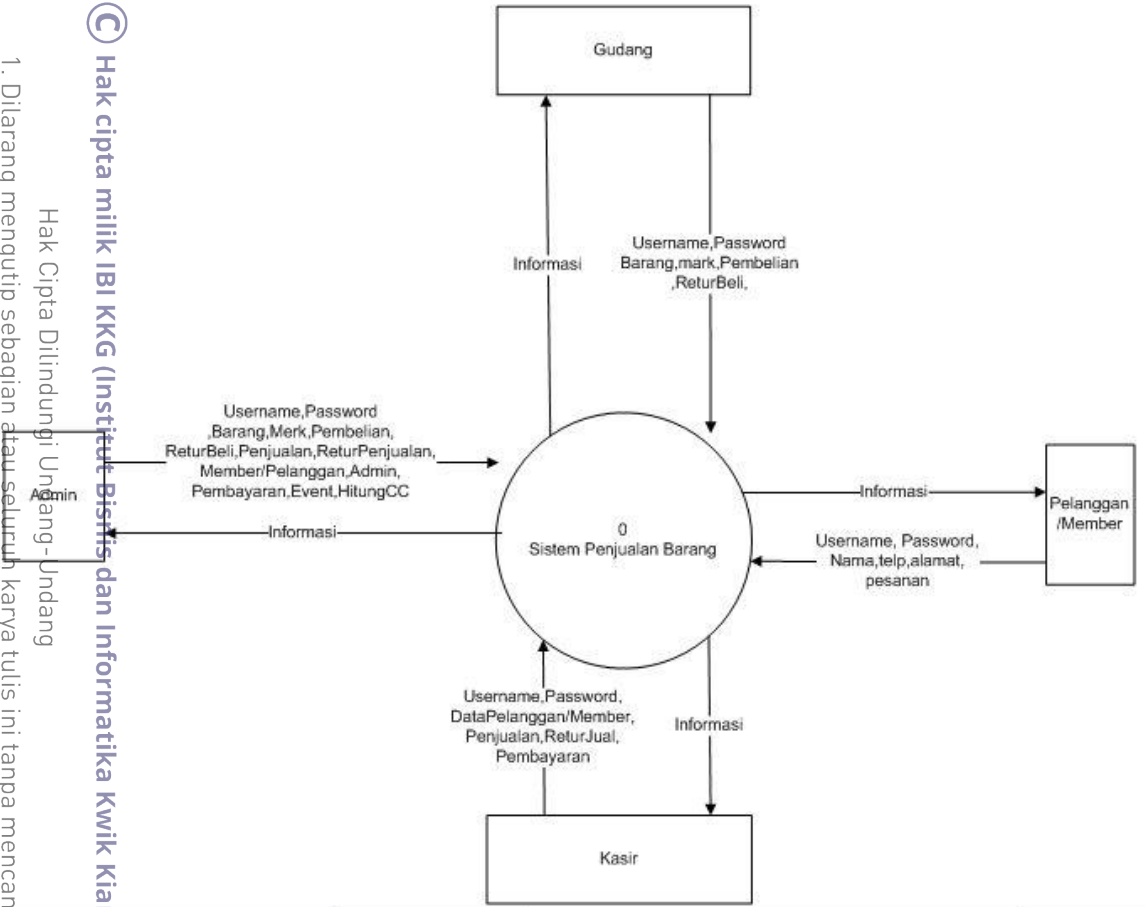 Gudang
Informasi
Username,Password
Barang,mark,Pembelian
,ReturBeli,
Username,Password
,Barang,Merk,Pembelian,
ReturBeli,Penjualan,ReturPenjualan,
Member/Pelanggan,Admin,
Pembayaran,Event,HitungCC
Admin
Informasi
0
Sistem Penjualan Barang
Informasi
Pelanggan
/Member
Username, Password,
Nama,telp,alamat,
pesanan
Username,Password,
DataPelanggan/Member,
Penjualan,ReturJual,
Pembayaran
Informasi
Kasir
© Hak cipta milik IBI KKG (Institut Bisnis dan Informatika Kwik Kia
Hak Cipta Dilindungi Undang-Undang
1. Dilarang mengutip sebagian atau seluruh karya tulis ini tanpa mencan